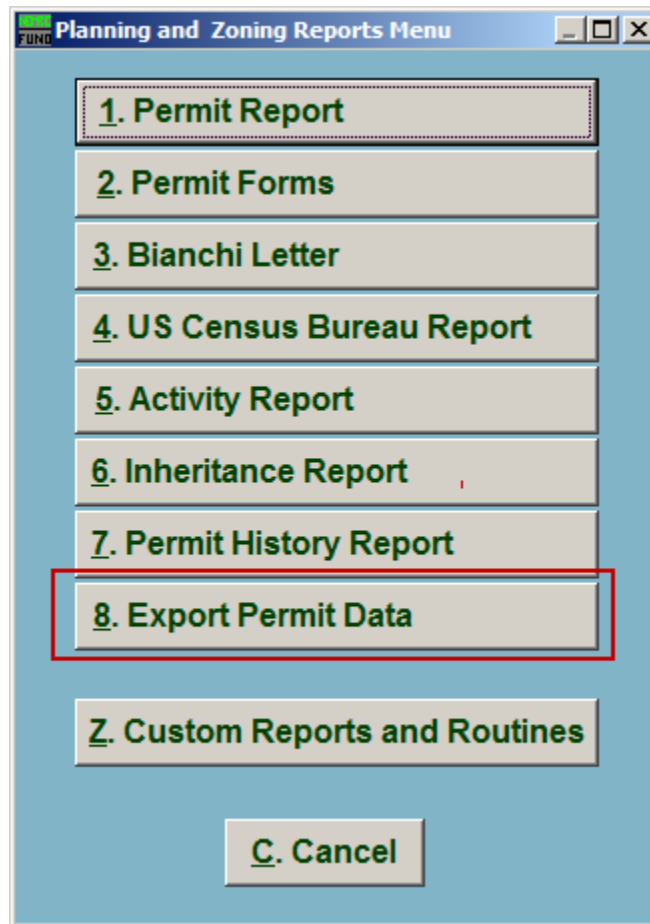 NEMRC
FUND
Planning and Zoning Reports Menu
1. Permit Report
2. Permit Forms
3. Bianchi Letter
4. US Census Bureau Report
5. Activity Report
6. Inheritance Report
7. Permit History Report
8. Export Permit Data
Z. Custom Reports and Routines
C. Cancel